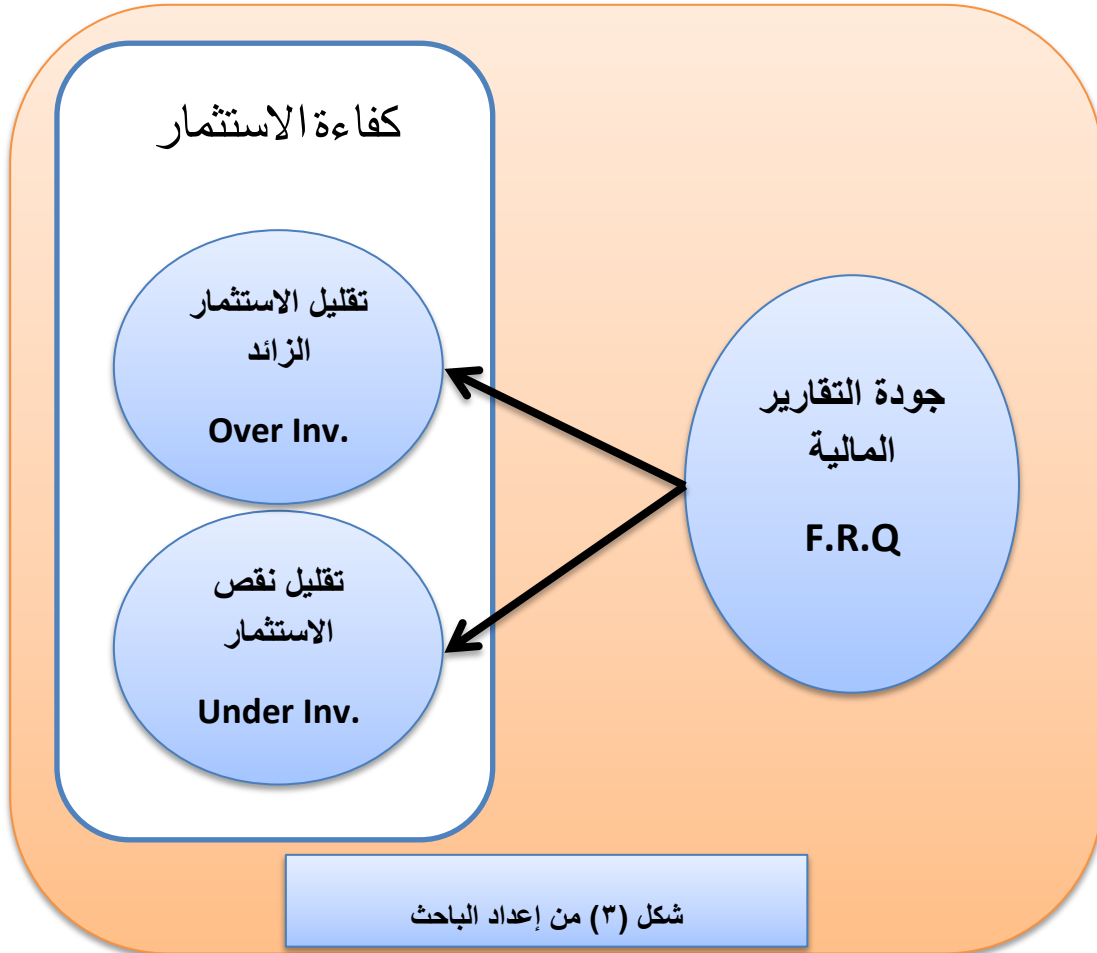 كفاءة الاستثمار
تقليل الاستثمار
الزائد
Over Inv.
تقليل نقص
الاستثمار
Under Inv.
جودة التقارير
المالية
F.R.Q
شكل (٣) من إعداد الباحث